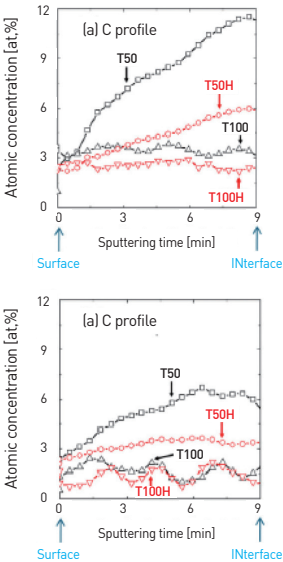 12
(a) C profile
T50
9
T50H
6
T100
3
T100H
0
0 3 6 9
Atomic concentration [at,%]
Sputtering time [min]
Surface INterface
12
(a) C profile
9
T50
6
T50H
3
T100
T100H
0
0 3 6 9
Atomic concentration [at,%]
Sputtering time [min]
Surface INterface